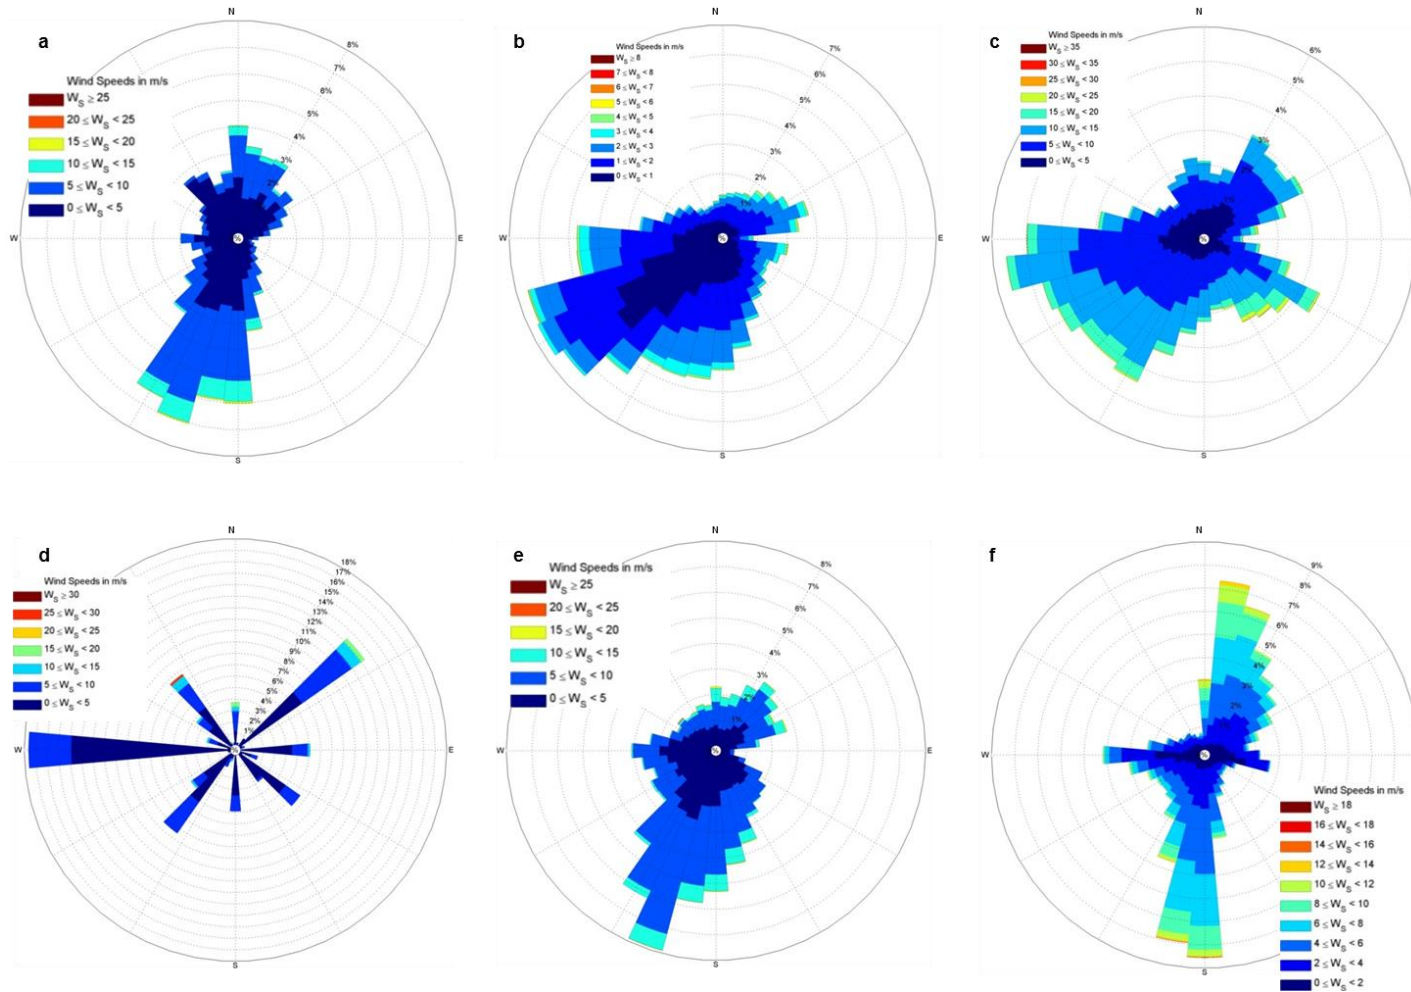 N
a
8%
7%
6%
5%
4%
3%
2%
Wind Speeds in m/s
W_S ≥ 25
20 ≤ W_S < 25
15 ≤ W_S < 20
10 ≤ W_S < 15
5 ≤ W_S < 10
0 ≤ W_S < 5
W
%
E
S
N
b
7%
6%
5%
4%
3%
2%
1%
Wind Speeds in m/s
W_S ≥ 8
7 ≤ W_S < 8
6 ≤ W_S < 7
5 ≤ W_S < 6
4 ≤ W_S < 5
3 ≤ W_S < 4
2 ≤ W_S < 3
1 ≤ W_S < 2
0 ≤ W_S < 1
W
%
E
S
N
c
6%
5%
4%
3%
2%
1%
Wind Speeds in m/s
W_S ≥ 35
30 ≤ W_S < 35
25 ≤ W_S < 30
20 ≤ W_S < 25
15 ≤ W_S < 20
10 ≤ W_S < 15
5 ≤ W_S < 10
0 ≤ W_S < 5
W
%
E
S
N
d
18%
17%
16%
15%
14%
13%
12%
11%
10%
9%
8%
7%
6%
5%
4%
3%
2%
1%
Wind Speeds in m/s
W_S ≥ 30
25 ≤ W_S < 30
20 ≤ W_S < 25
15 ≤ W_S < 20
10 ≤ W_S < 15
5 ≤ W_S < 10
0 ≤ W_S < 5
W
%
E
S
N
e
8%
7%
6%
5%
4%
3%
2%
1%
Wind Speeds in m/s
W_S ≥ 25
20 ≤ W_S < 25
15 ≤ W_S < 20
10 ≤ W_S < 15
5 ≤ W_S < 10
0 ≤ W_S < 5
W
%
E
S
N
f
9%
8%
7%
6%
5%
4%
3%
2%
W
%
E
S
Wind Speeds in m/s
W_S ≥ 18
16 ≤ W_S < 18
14 ≤ W_S < 16
12 ≤ W_S < 14
10 ≤ W_S < 12
8 ≤ W_S < 10
6 ≤ W_S < 8
4 ≤ W_S < 6
2 ≤ W_S < 4
0 ≤ W_S < 2